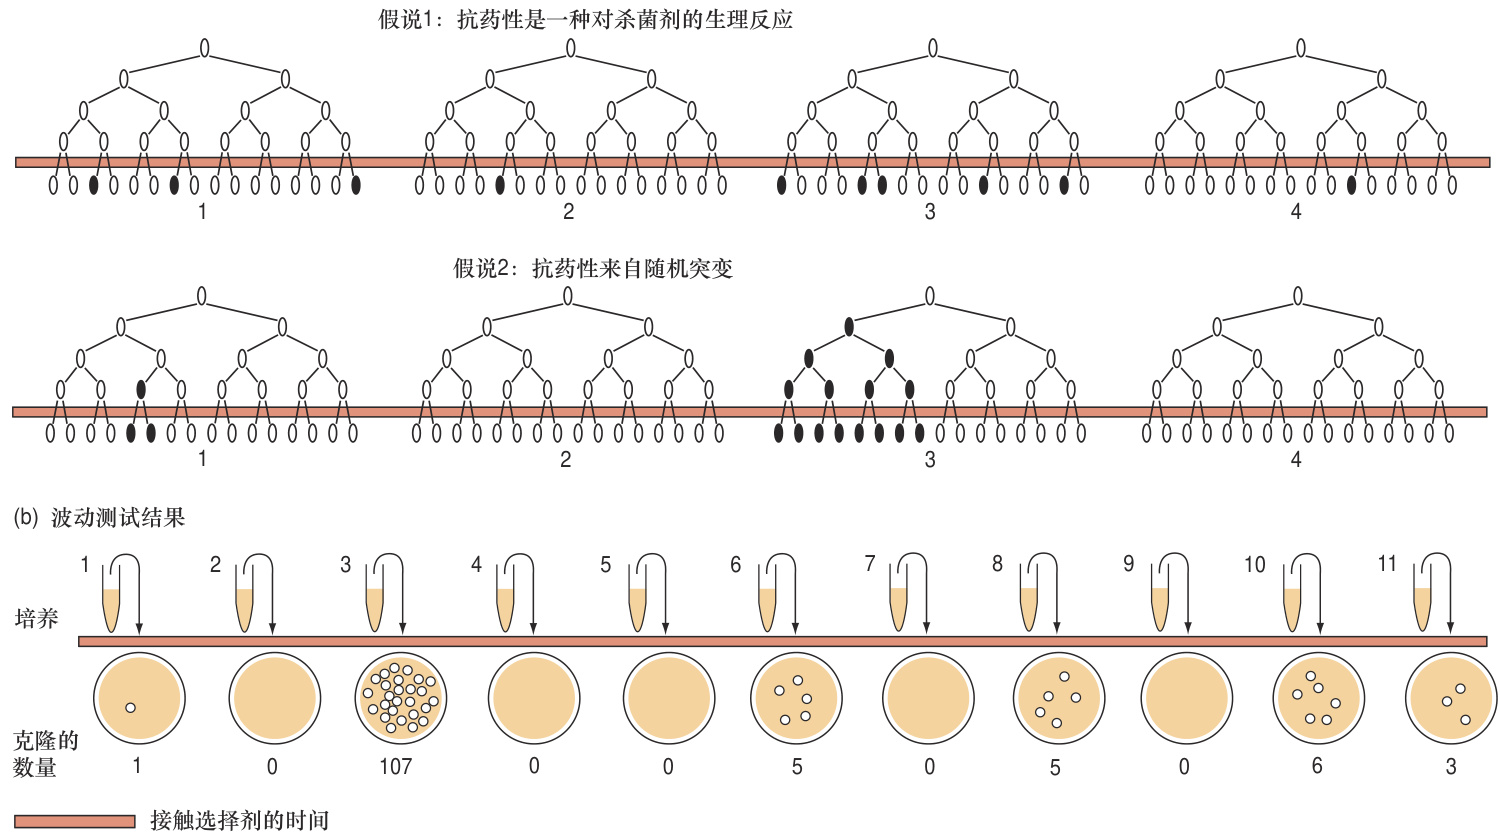 假说1：抗药性是一种对杀菌剂的生理反应
1 2 3 4
假说2：抗药性来自随机突变
1 2 3 4
(b) 波动测试结果
1 2 3 4 5 6 7 8 9 10 11
培养
克隆的
数量 1 0 107 0 0 5 0 5 0 6 3
接触选择剂的时间